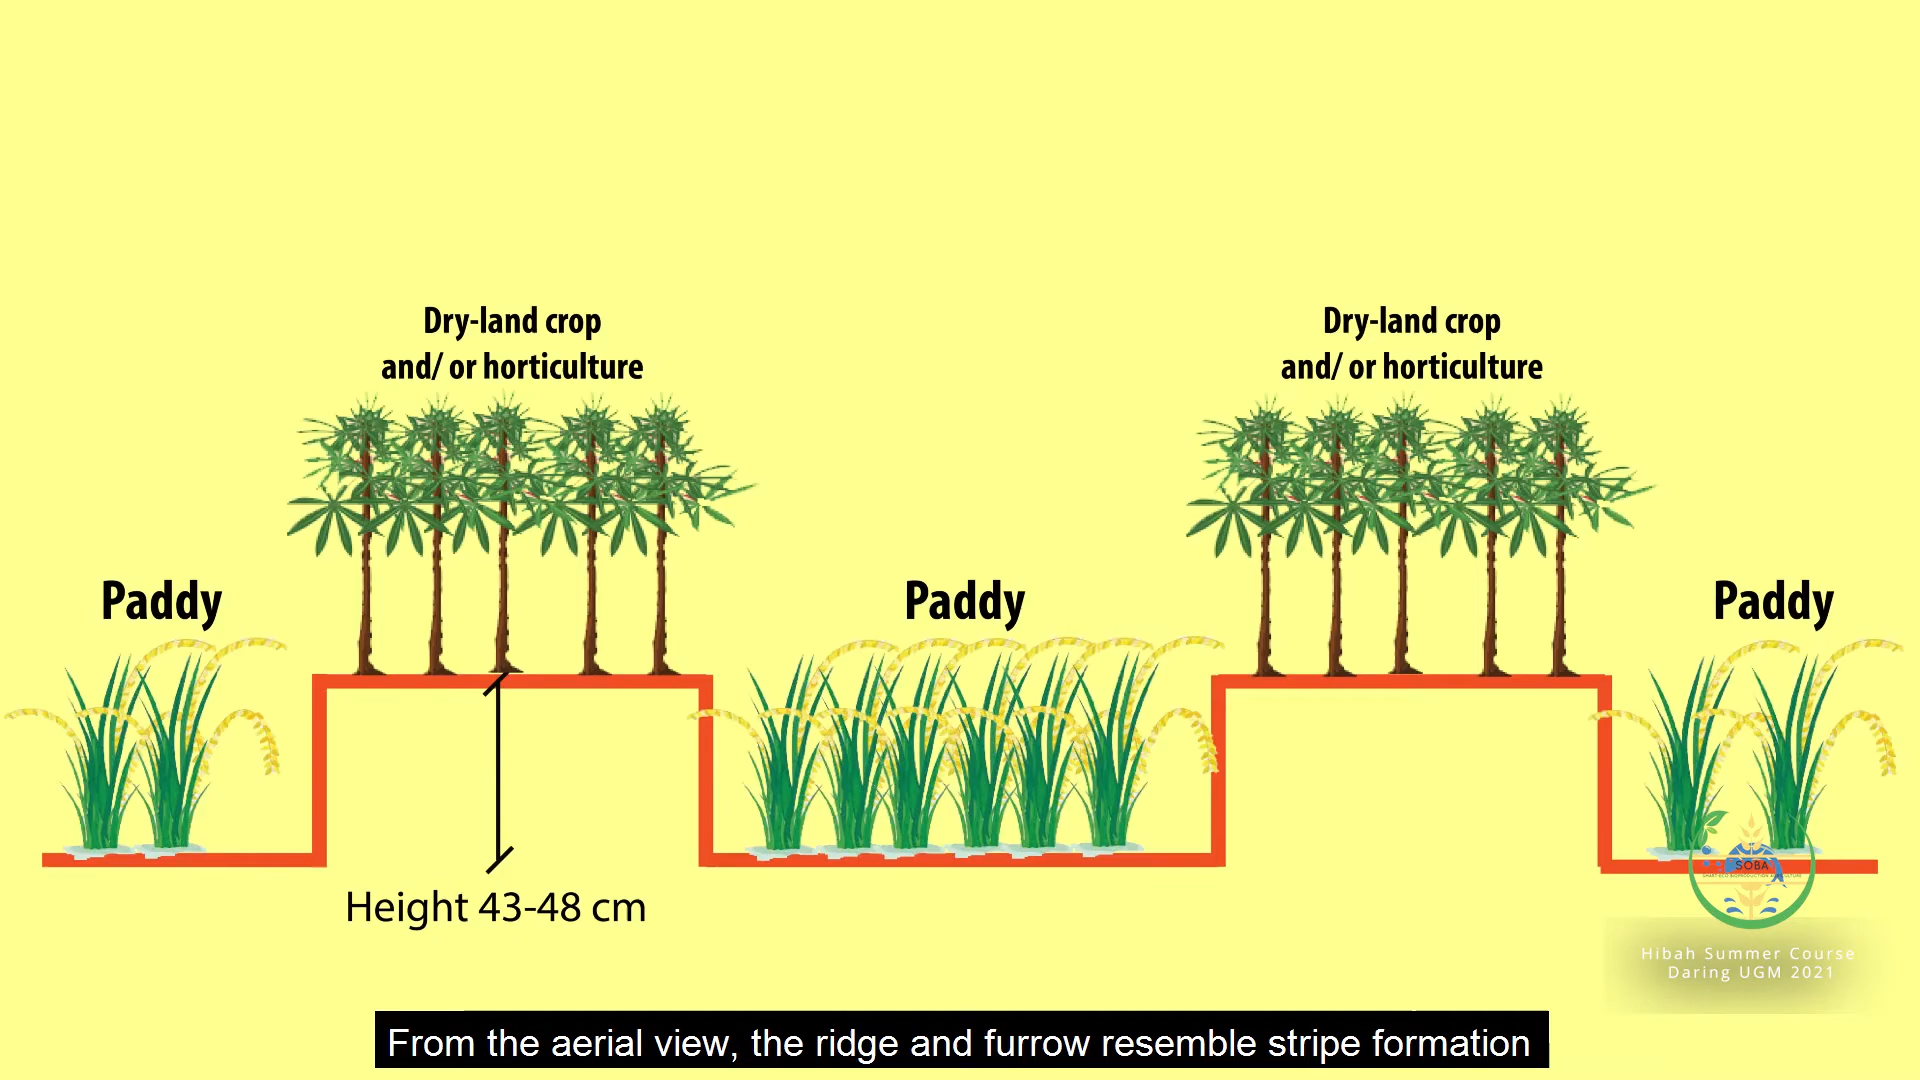 Dry-land crop
and/ or horticulture
Dry-land crop
and/ or horticulture
Paddy
Paddy
Paddy
Height 43-48 cm
SOBA
Hibah Summer Course
Daring UGM 2021
From the aerial view, the ridge and furrow resemble stripe formation